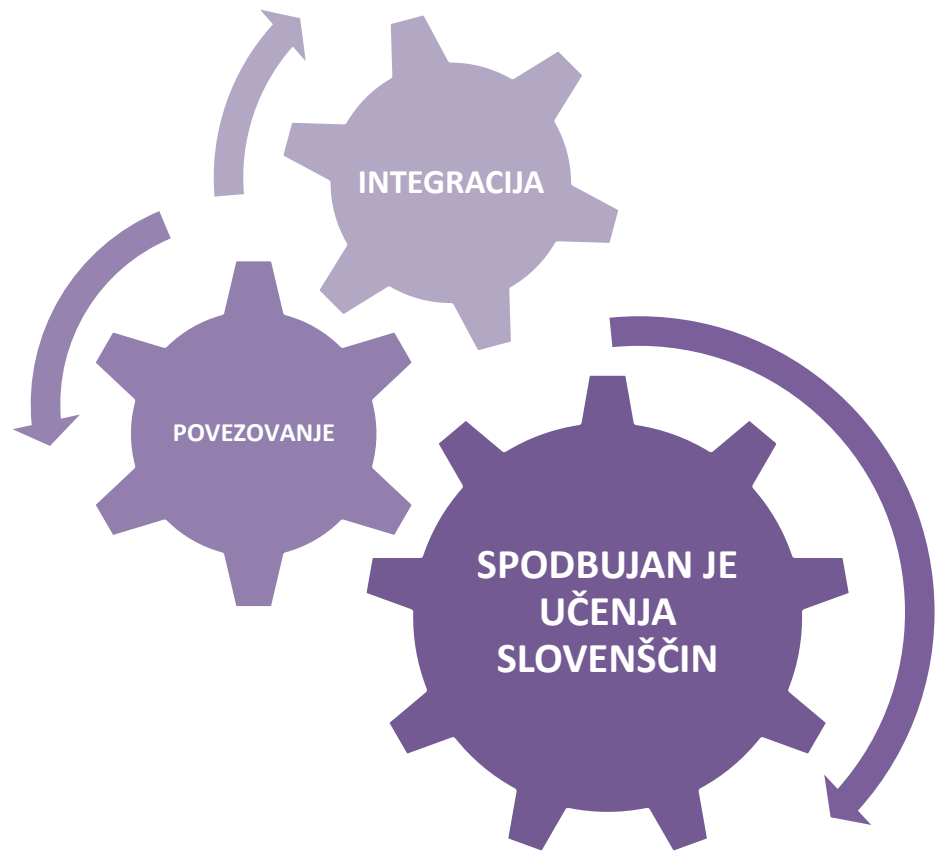 INTEGRACIJA
POVEZOVANJE
SPODBUJAN JE
UČENJA
SLOVENŠČIN